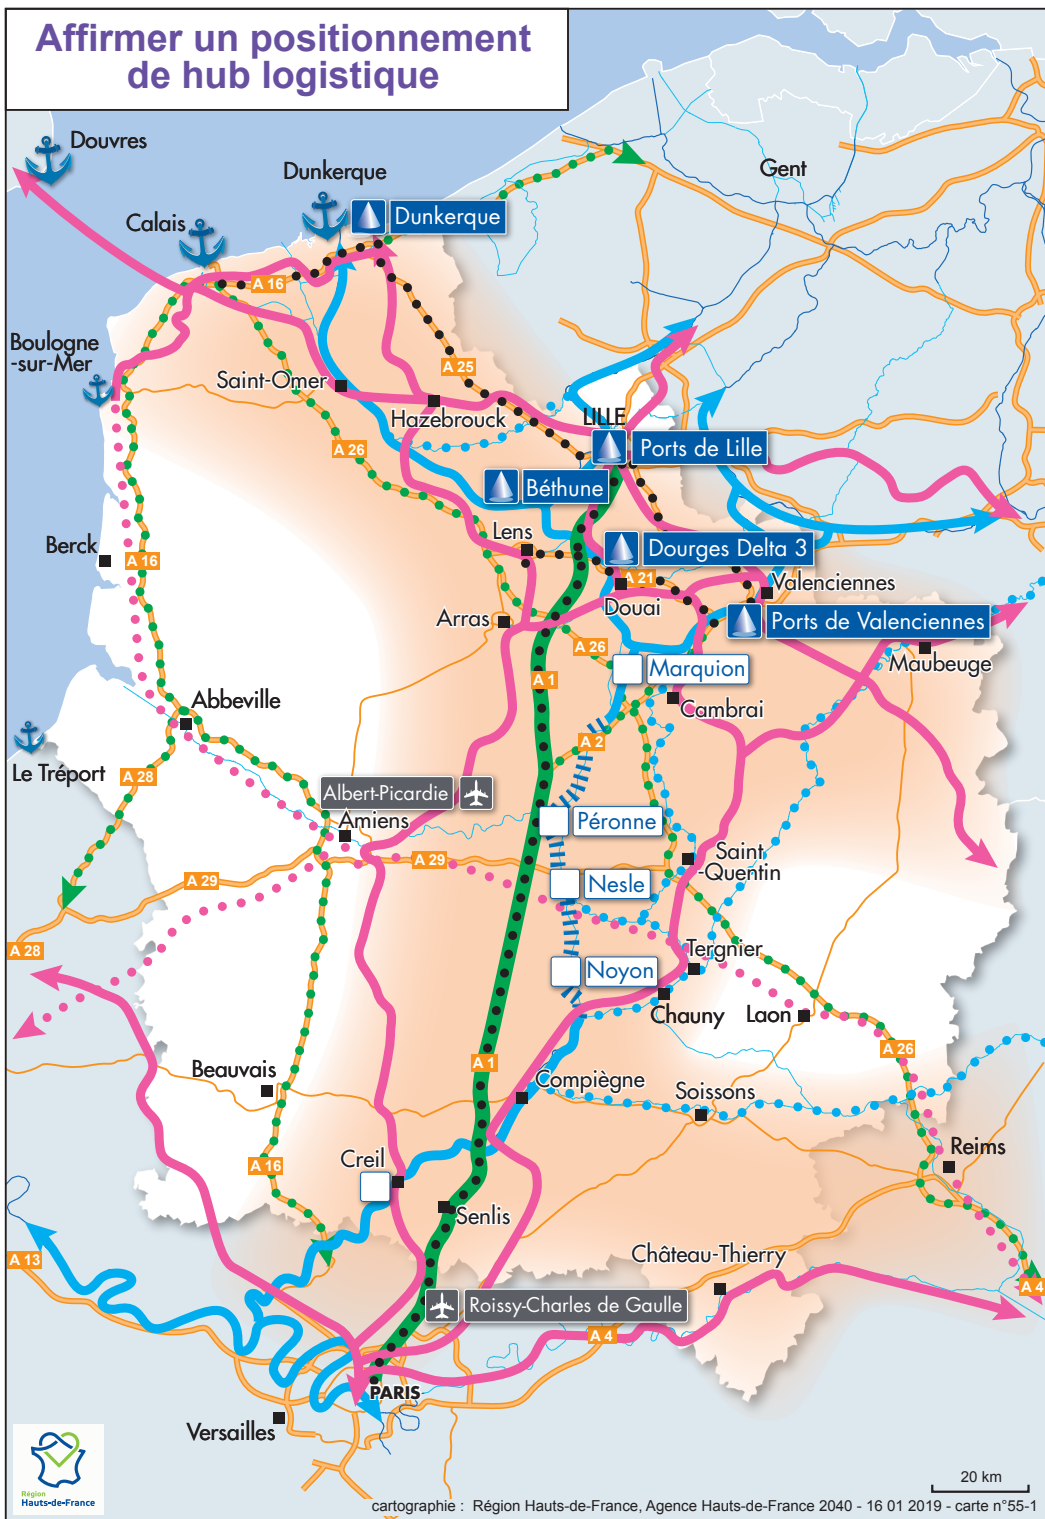 Affirmer un positionnement
de hub logistique
Douvres
Dunkerque
Gent
Dunkerque
Calais
A 16
Boulogne
-sur-Mer
A 25
Saint-Omer
Hazebrouck
LILLE
Ports de Lille
A 26
Béthune
Lens
Berck
A 16
Dourges Delta 3
A 21
Valenciennes
Douai
Arras
Ports de Valenciennes
A 26
Maubeuge
Marquion
A 1
Abbeville
Cambrai
A 2
Le Tréport
A 28
Albert-Picardie
Amiens
Péronne
A 29
Saint
-Quentin
A 29
Nesle
A 28
Tergnier
Noyon
Chauny
Laon
A 26
A 1
Beauvais
Compiègne
Soissons
Reims
A 16
Creil
Senlis
A 13
Château-Thierry
A 4
Roissy-Charles de Gaulle
A 4
PARIS
Versailles
Région
Hauts-de-France
20 km
cartographie : Région Hauts-de-France, Agence Hauts-de-France 2040 - 16 01 2019 - carte n°55-1